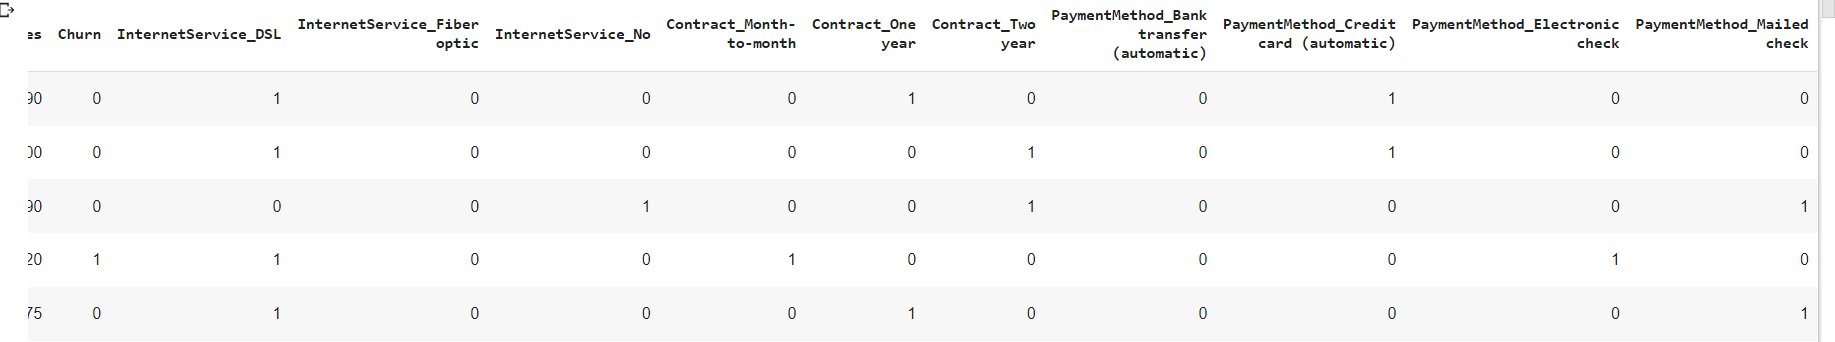 es Churn InternetService_DSL InternetService_Fiber optic InternetService_No Contract_Month-to-month Contract_One year Contract_Two year PaymentMethod_Bank transfer (automatic) PaymentMethod_Credit card (automatic) PaymentMethod_Electronic check PaymentMethod_Mailed check
90 0 1 0 0 0 1 0 0 1 0 0
00 0 1 0 0 0 0 1 0 1 0 0
90 0 0 0 1 0 0 1 0 0 0 1
20 1 1 0 0 1 0 0 0 0 1 0
75 0 1 0 0 0 1 0 0 0 0 1